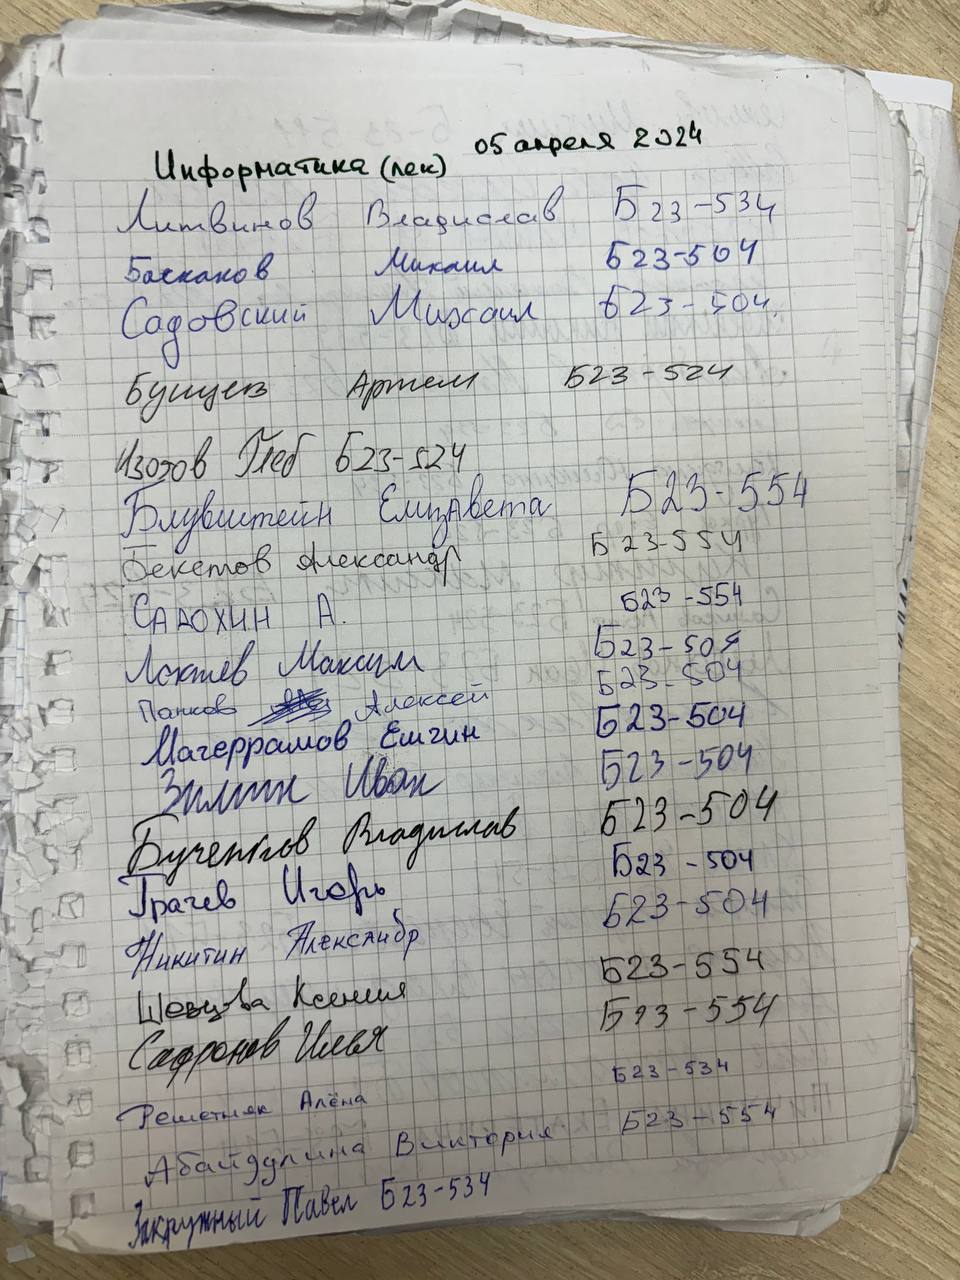 Информатика (лек) 05 апреля 2024
Литвинов Владислав Б23-534
Баскаков Михаил Б23-504
Садовский Михаил Б23-504
Артем Б23-524
Изотов Глеб Б23-524
Блувштейн Елизавета Б23-554
Бекетов Александр Б23-554
САДОХИН А. Б23-554
Локтев Максим Б23-504
Панков Алексей Б23-504
Магеррамов Ельчин Б23-504
Зимин Иван Б23-504
Бученков Владислав Б23-504
Грачев Игорь Б23-504
Никитин Александр Б23-504
Шевцова Ксения Б23-554
Сафронов Илья Б23-554
Решетняк Алёна Б23-534
Абайдулина Виктория Б23-554
Закружный Павел Б23-534